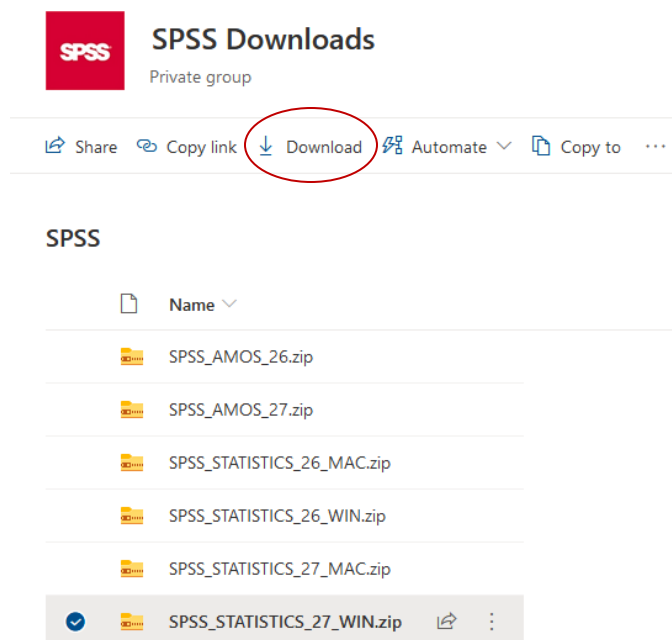 SPSS
SPSS Downloads
Private group
Share Copy link Download Automate Copy to ...
SPSS
Name
SPSS_AMOS_26.zip
SPSS_AMOS_27.zip
SPSS_STATISTICS_26_MAC.zip
SPSS_STATISTICS_26_WIN.zip
SPSS_STATISTICS_27_MAC.zip
SPSS_STATISTICS_27_WIN.zip